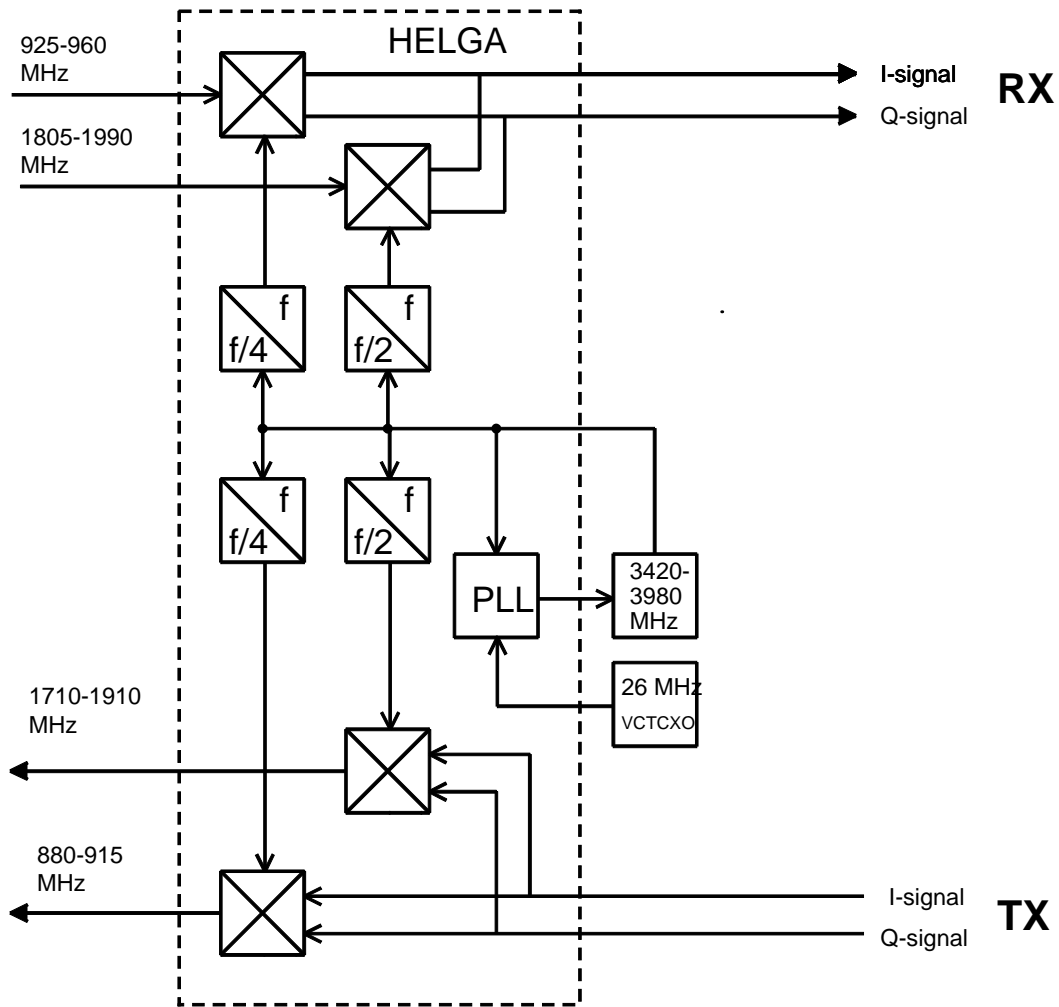 HELGA
925-960
MHz
I-signal
RX
Q-signal
1805-1990
MHz
f
f/4
f
f/2
f
f/4
f
f/2
PLL
3420-
3980
MHz
26 MHz
VCTCXO
1710-1910
MHz
880-915
MHz
I-signal
TX
Q-signal